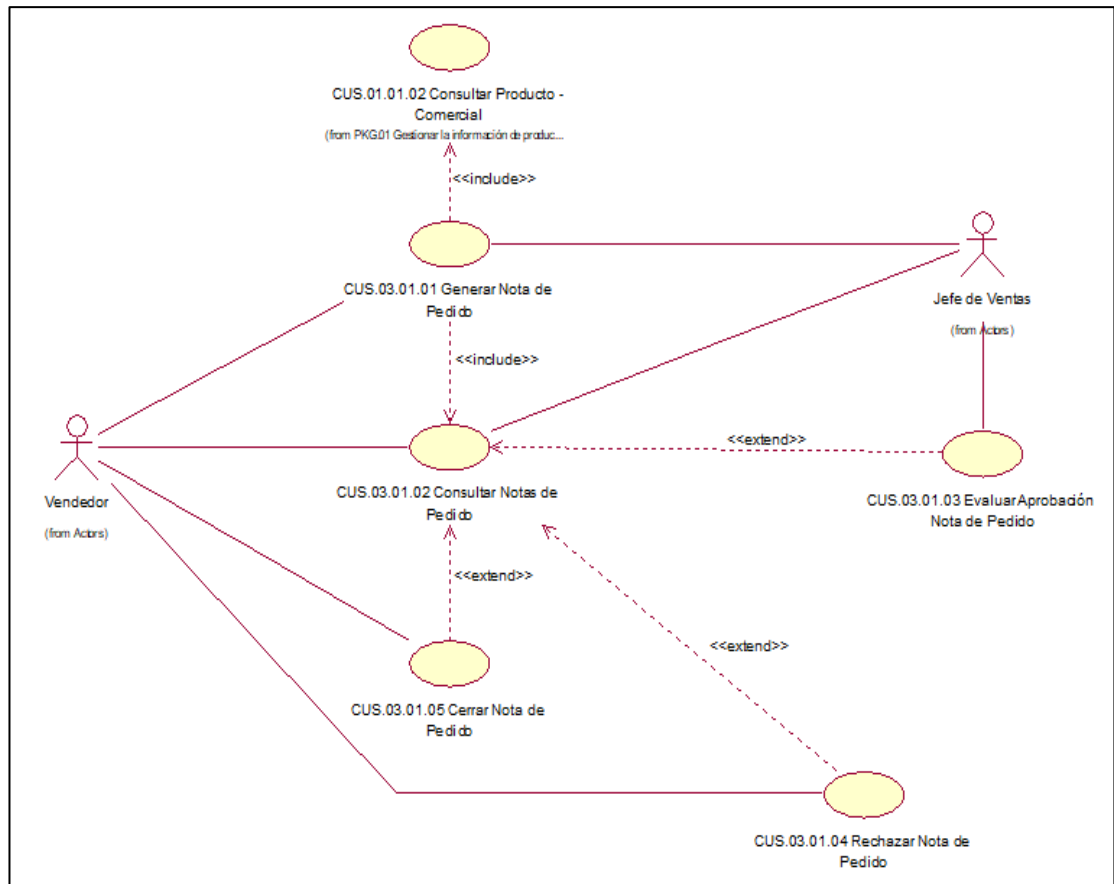 CUS.01.01.02 Consultar Producto -
Comercial
(from PKG.01 Gestionar la información de produc...
<<include>>
CUS.03.01.01 Generar Nota de
Pedido
Jefe de Ventas
(from Actors)
<<include>>
<<extend>>
Vendedor
(from Actors)
CUS.03.01.02 Consultar Notas de
Pedido
CUS.03.01.03 Evaluar Aprobación
Nota de Pedido
<<extend>>
<<extend>>
CUS.03.01.05 Cerrar Nota de
Pedido
CUS.03.01.04 Rechazar Nota de
Pedido